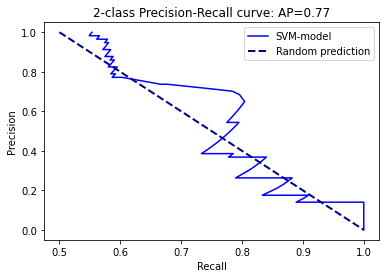 2-class Precision-Recall curve: AP=0.77
SVM-model
Random prediction
Precision
1.0
0.8
0.6
0.4
0.2
0.0
0.5 0.6 0.7 0.8 0.9 1.0
Recall